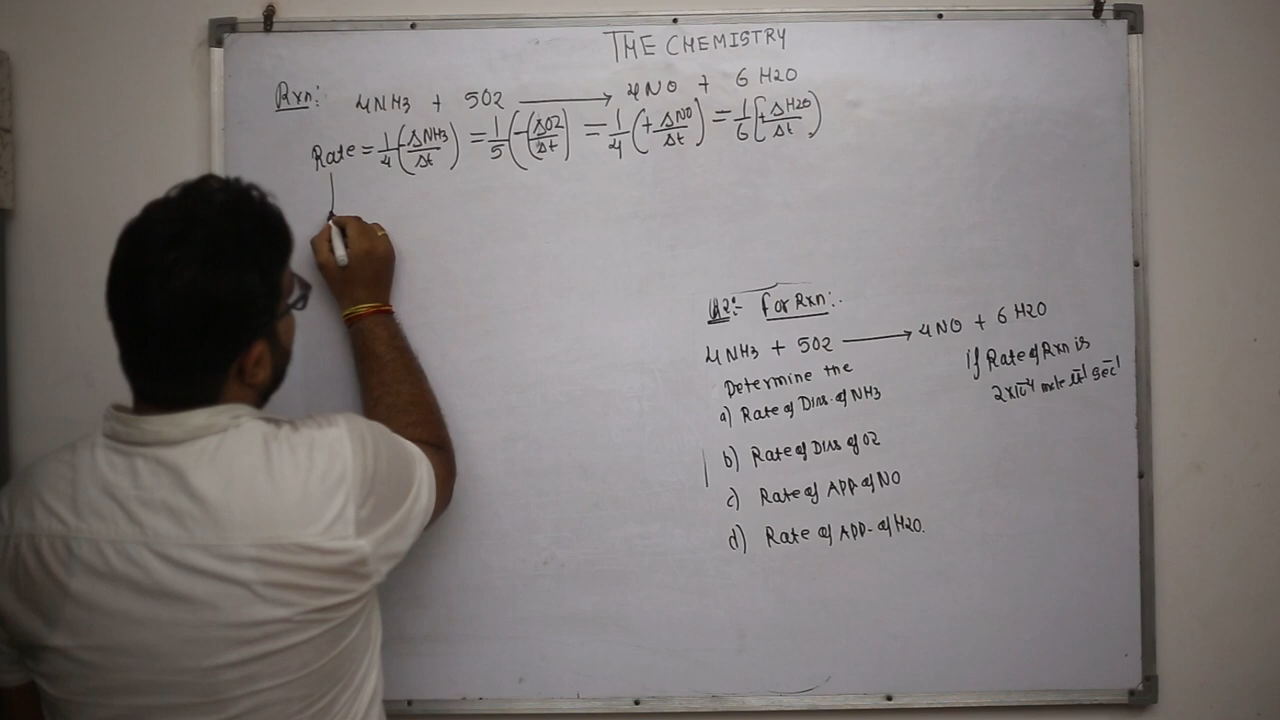 THE CHEMISTRY
Rxn: 4NH3 + 5O2 ⟶ 4NO + 6H2O
Rate = 1/4 (-ΔNH3/Δt) = 1/5 (-(ΔO2/Δt)) = 1/4 (+ΔNO/Δt) = 1/6 (+ΔH2O/Δt)
Q2:- For Rxn:.
4NH3 + 5O2 ⟶ 4NO + 6H2O
Determine the
if Rate of Rxn is
2×10⁻⁴ mole lit⁻¹ sec⁻¹
a) Rate of Diss. of NH3
b) Rate of Diss of O2
c) Rate of APP of NO
d) Rate of APP- of H2O.